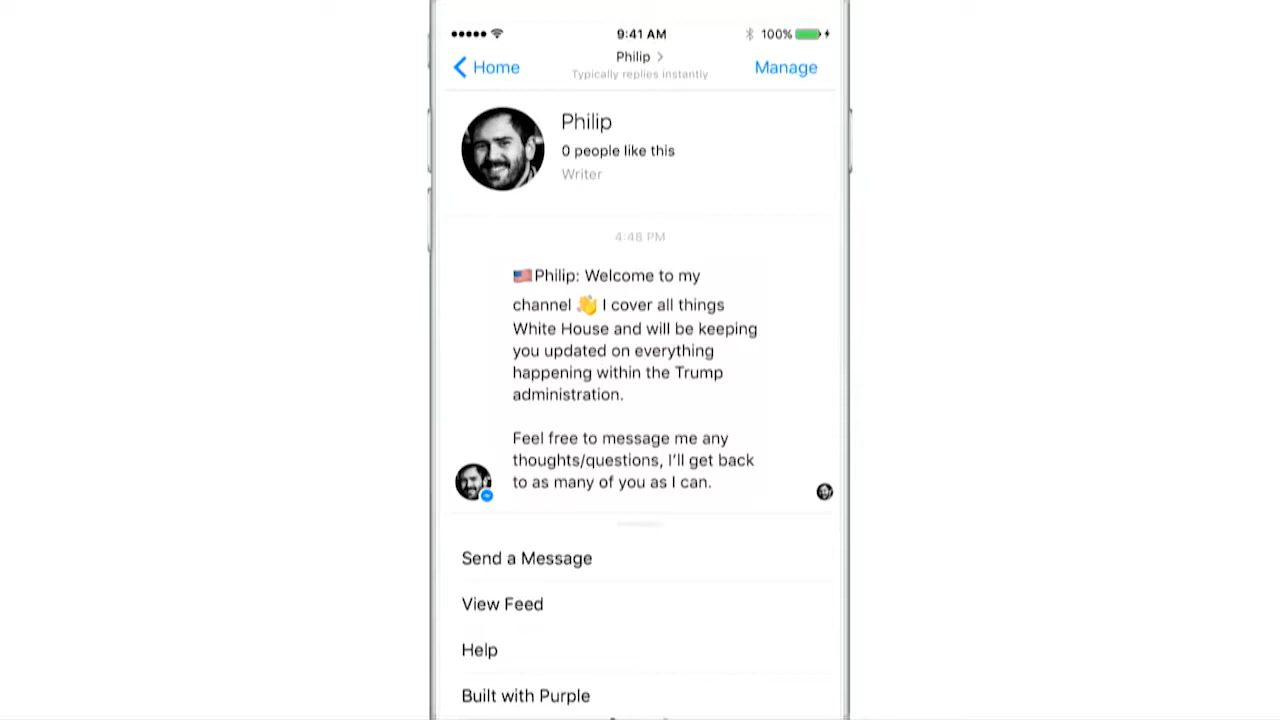 9:41 AM
100%
Home
Philip
Typically replies instantly
Manage
Philip
0 people like this
Writer
4:48 PM
🇺🇸Philip: Welcome to my
channel 👋 I cover all things
White House and will be keeping
you updated on everything
happening within the Trump
administration.
Feel free to message me any
thoughts/questions, I'll get back
to as many of you as I can.
Send a Message
View Feed
Help
Built with Purple